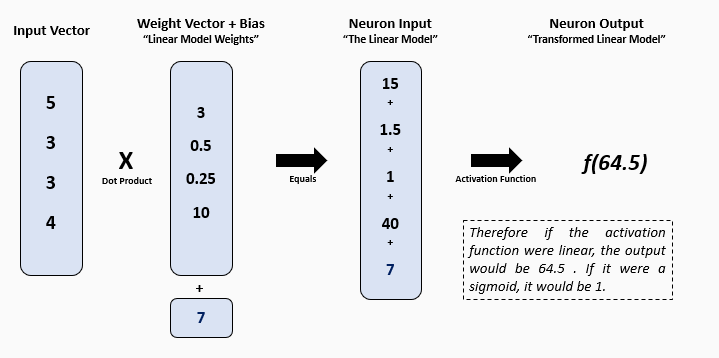 Input Vector
5
3
3
4
X
Dot Product
Weight Vector + Bias
“Linear Model Weights”
3
0.5
0.25
10
+
7
Equals
Neuron Input
“The Linear Model”
15
+
1.5
+
1
+
40
+
7
Activation Function
Neuron Output
“Transformed Linear Model”
f(64.5)
Therefore if the activation
function were linear, the output
would be 64.5 . If it were a
sigmoid, it would be 1.